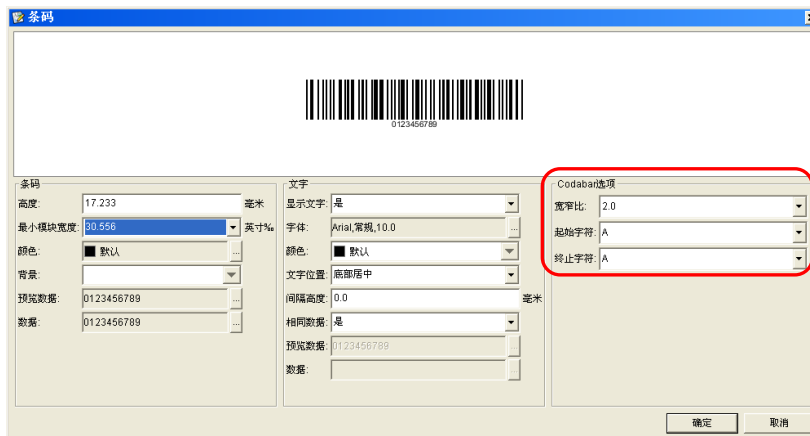 条码
0123456789
条码
高度: 17.233 毫米
最小模块宽度: 30.556 英寸‰
颜色: 默认 ...
背景:
预览数据: 0123456789 ...
数据: 0123456789 ...
文字
显示文字: 是
字体: Arial,常规,10.0 ...
颜色: 默认
文字位置: 底部居中
间隔高度: 0.0 毫米
相同数据: 是
预览数据: 0123456789 ...
数据: ...
Codabar选项
宽窄比: 2.0
起始字符: A
终止字符: A
确定 取消